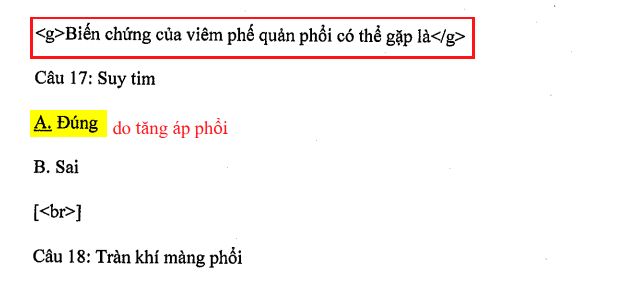 <g>Biến chứng của viêm phế quản phổi có thể gặp là</g>
Câu 17: Suy tim
A. Đúng do tăng áp phổi
B. Sai
[<br>]
Câu 18: Tràn khí màng phổi